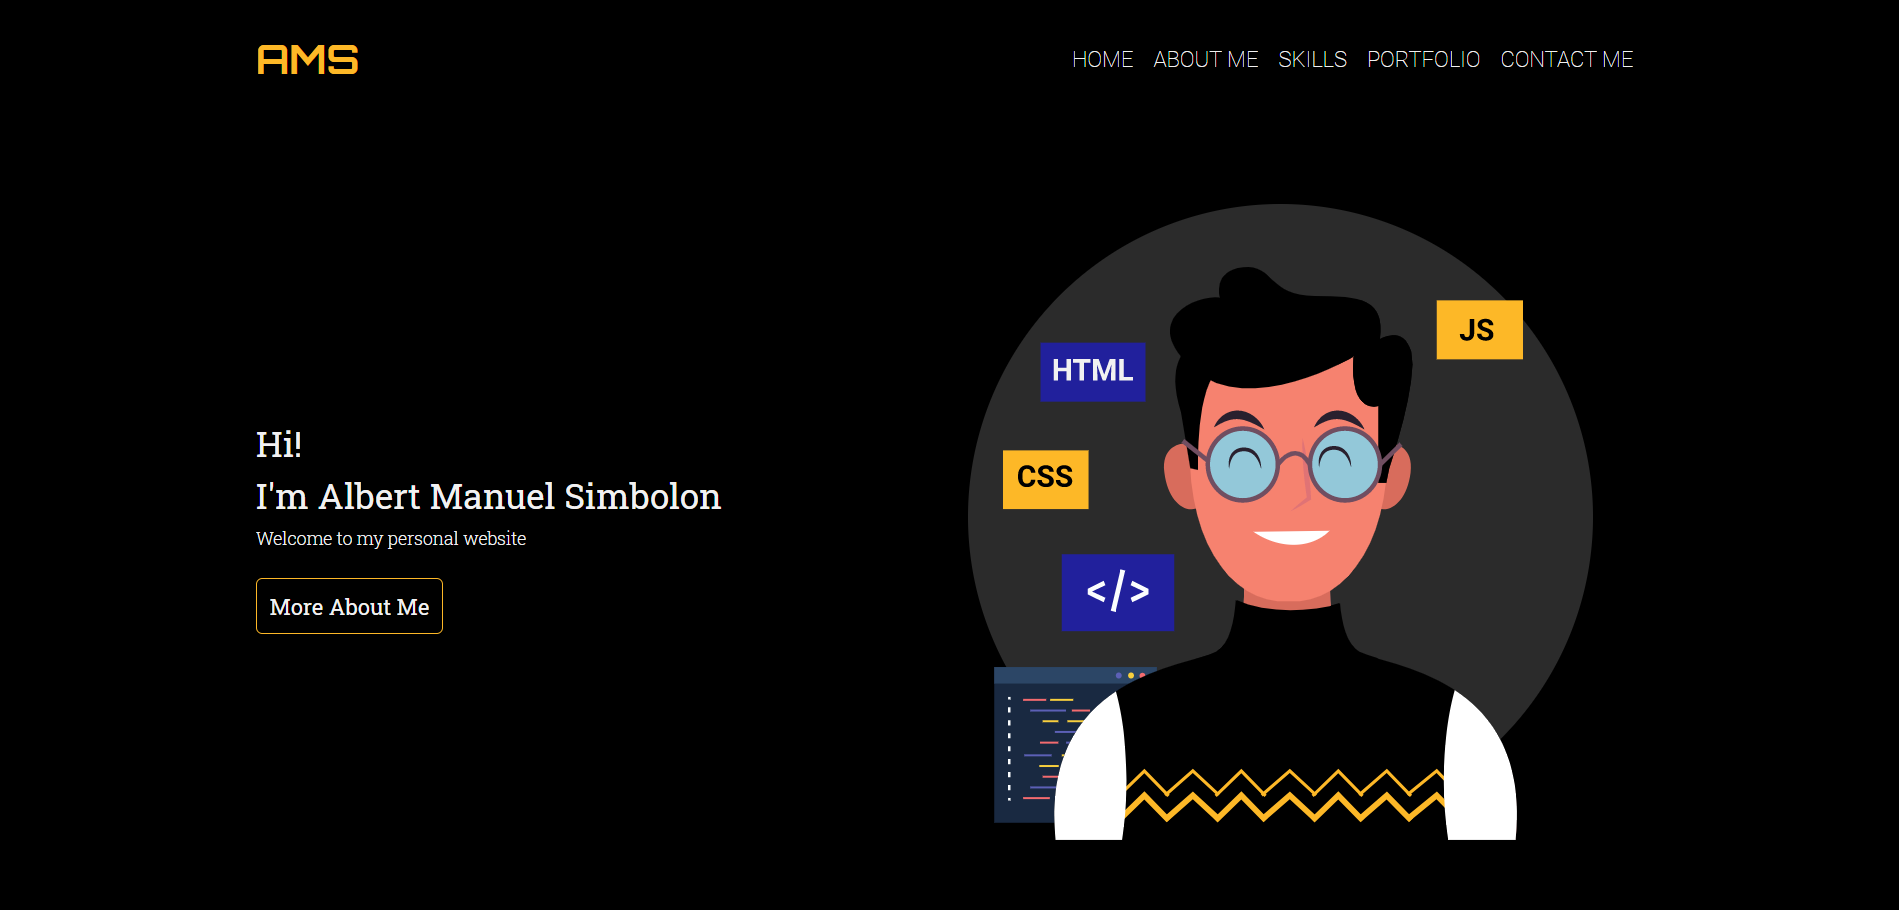 AMS
HOME ABOUT ME SKILLS PORTFOLIO CONTACT ME
Hi!
I'm Albert Manuel Simbolon
Welcome to my personal website
More About Me
JS
HTML
CSS
</>